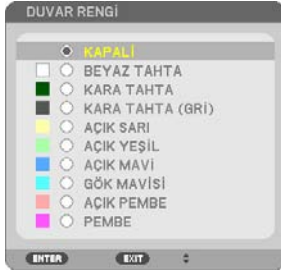 DUVAR RENGİ
KAPALI
BEYAZ TAHTA
KARA TAHTA
KARA TAHTA (GRİ)
AÇIK SARI
AÇIK YEŞİL
AÇIK MAVİ
GÖK MAVİSİ
AÇIK PEMBE
PEMBE
ENTER EXIT